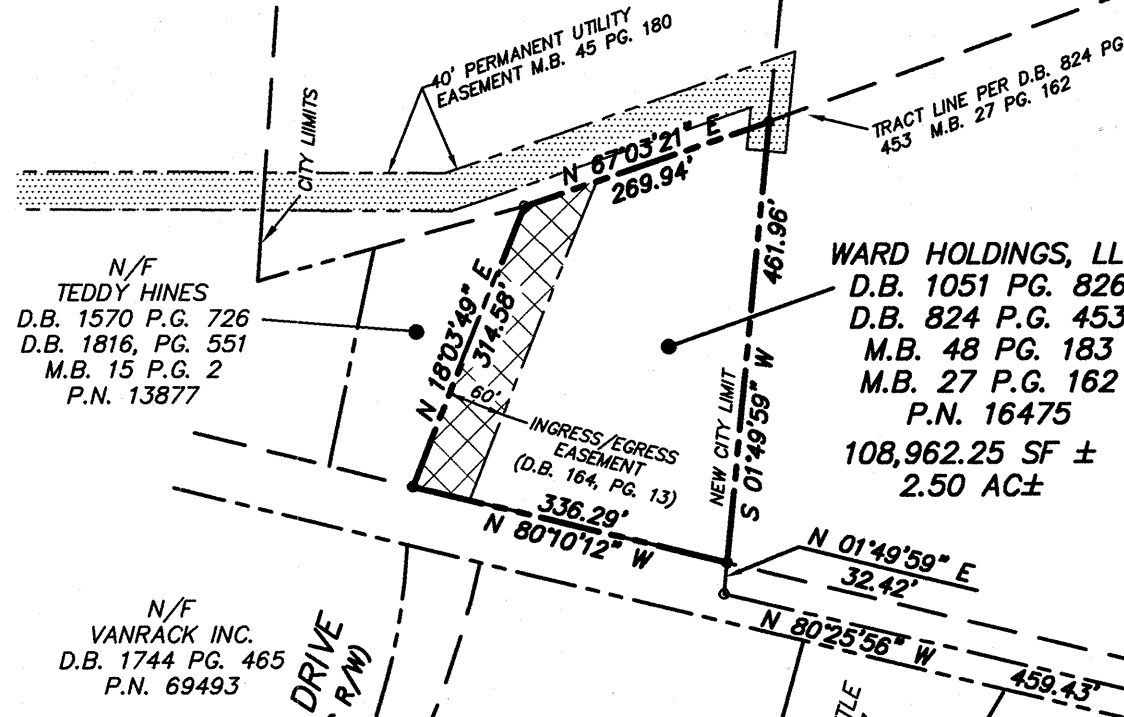 40' PERMANENT UTILITY
EASEMENT M.B. 45 PG. 180
CITY LIIMITS
TRACT LINE PER D.B. 824 PG
453 M.B. 27 PG. 162
N 67°03'21" E
269.94'
N/F
TEDDY HINES
D.B. 1570 P.G. 726
D.B. 1816, PG. 551
M.B. 15 P.G. 2
P.N. 13877
N 18°03'49" E
314.58'
60'
INGRESS/EGRESS
EASEMENT
(D.B. 164, PG. 13)
461.96'
S 01°49'59" W
NEW CITY LIMIT
WARD HOLDINGS, LL
D.B. 1051 PG. 826
D.B. 824 P.G. 453
M.B. 48 PG. 183
M.B. 27 P.G. 162
P.N. 16475
108,962.25 SF ±
2.50 AC±
336.29'
N 80°10'12" W
N 01°49'59" E
32.42'
N 80°25'56" W
459.43'
N/F
VANRACK INC.
D.B. 1744 PG. 465
P.N. 69493
DRIVE
R/W)
TLE